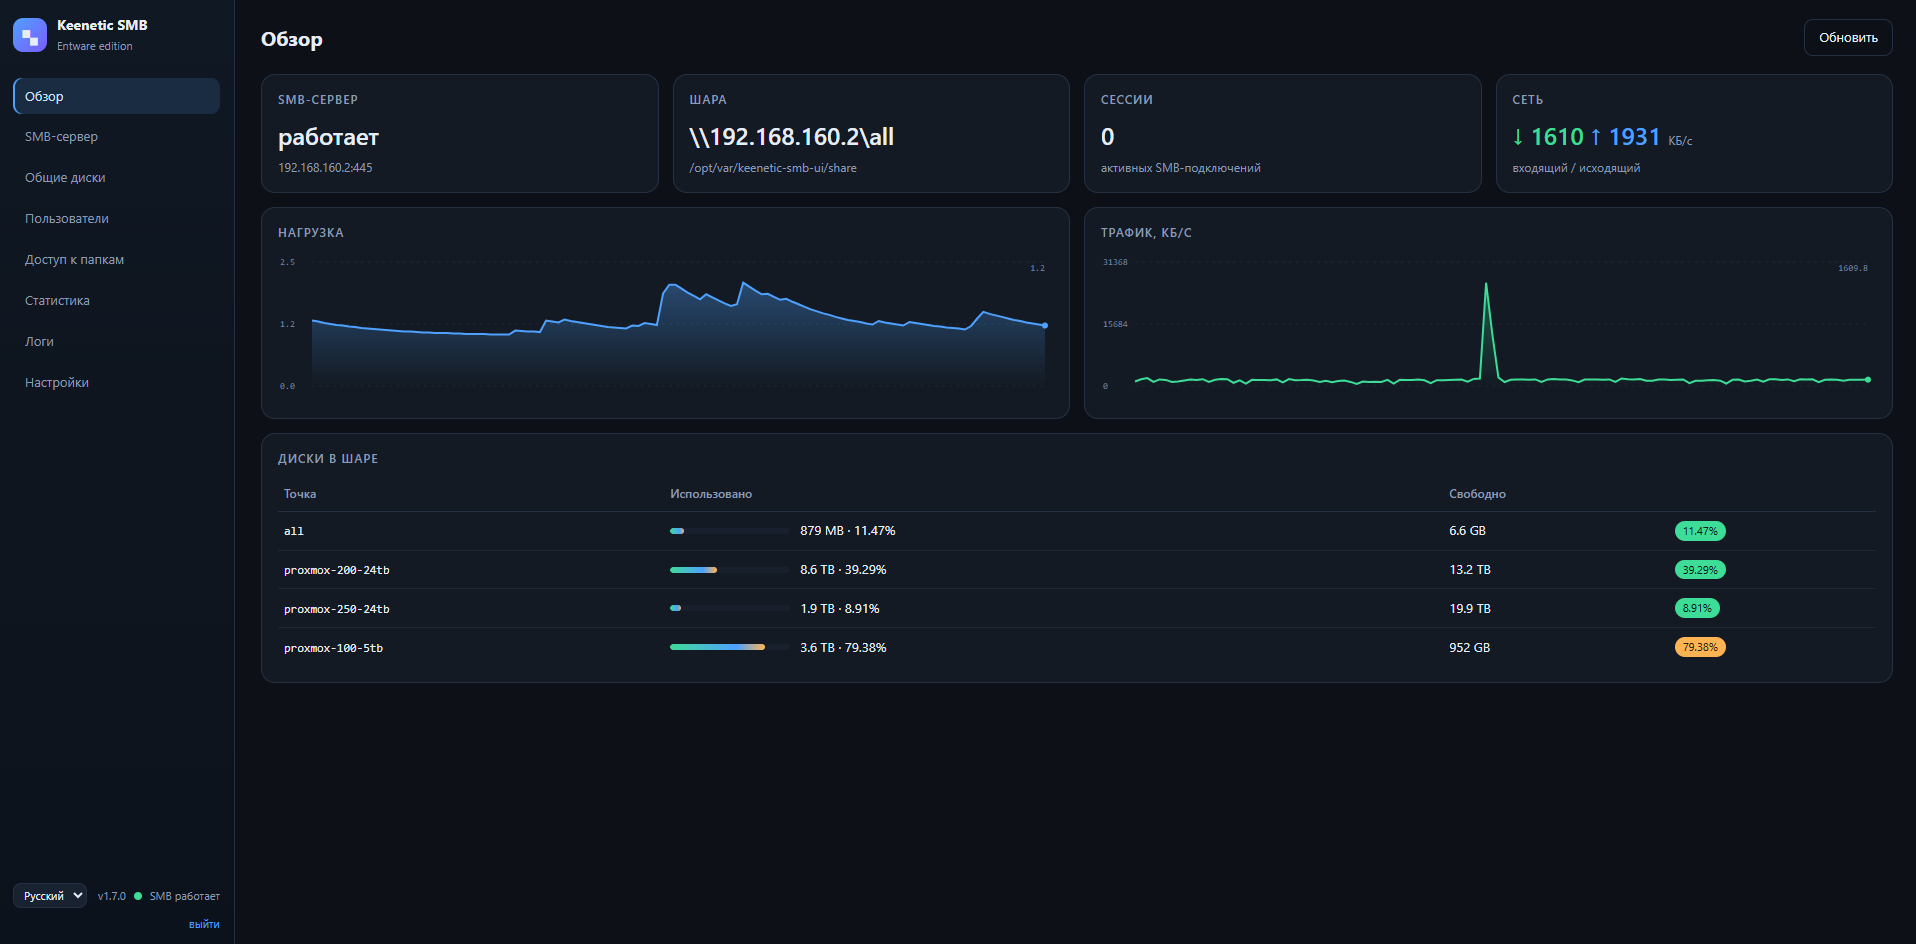 Keenetic SMB
Entware edition
Обзор
SMB-сервер
Общие диски
Пользователи
Доступ к папкам
Статистика
Логи
Настройки
Русский v1.7.0 SMB работает
выйти
Обзор
Обновить
SMB-СЕРВЕР
работает
192.168.160.2:445
ШАРА
\\192.168.160.2\all
/opt/var/keenetic-smb-ui/share
СЕССИИ
0
активных SMB-подключений
СЕТЬ
↓ 1610 ↑ 1931 КБ/с
входящий / исходящий
НАГРУЗКА
2.5
1.2
1.2
0.0
ТРАФИК, КБ/С
31368
1609.8
15684
0
ДИСКИ В ШАРЕ
Точка Использовано Свободно
all 879 MB · 11.47% 6.6 GB 11.47%
proxmox-200-24tb 8.6 TB · 39.29% 13.2 TB 39.29%
proxmox-250-24tb 1.9 TB · 8.91% 19.9 TB 8.91%
proxmox-100-5tb 3.6 TB · 79.38% 952 GB 79.38%